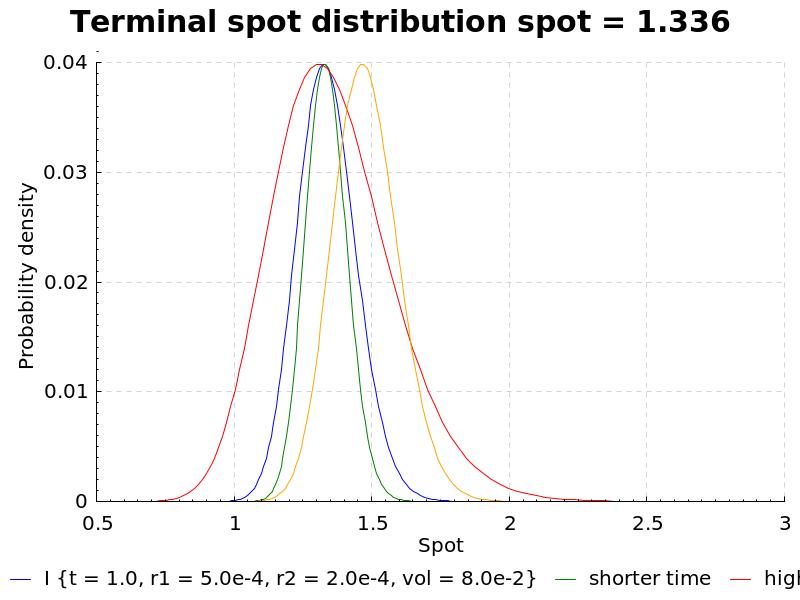 Terminal spot distribution spot = 1.336
0.04
0.03
0.02
0.01
0
Probability density
0.5 1 1.5 2 2.5 3
Spot
I {t = 1.0, r1 = 5.0e-4, r2 = 2.0e-4, vol = 8.0e-2} shorter time high